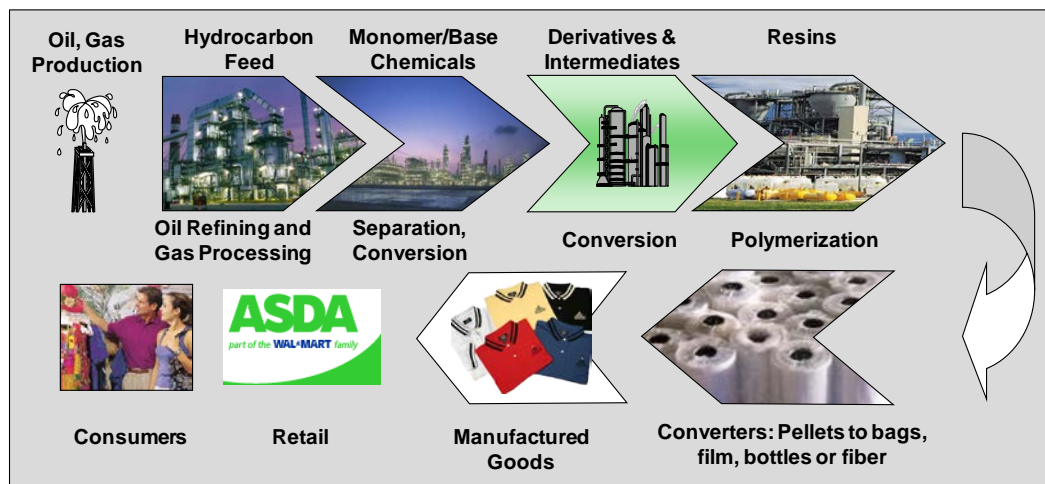 Oil, Gas
Production
Hydrocarbon
Feed
Monomer/Base
Chemicals
Derivatives &
Intermediates
Resins
Oil Refining and
Gas Processing
Separation,
Conversion
Conversion
Polymerization
ASDA
part of the WAL★MART family
Consumers
Retail
Manufactured
Goods
Converters: Pellets to bags,
film, bottles or fiber